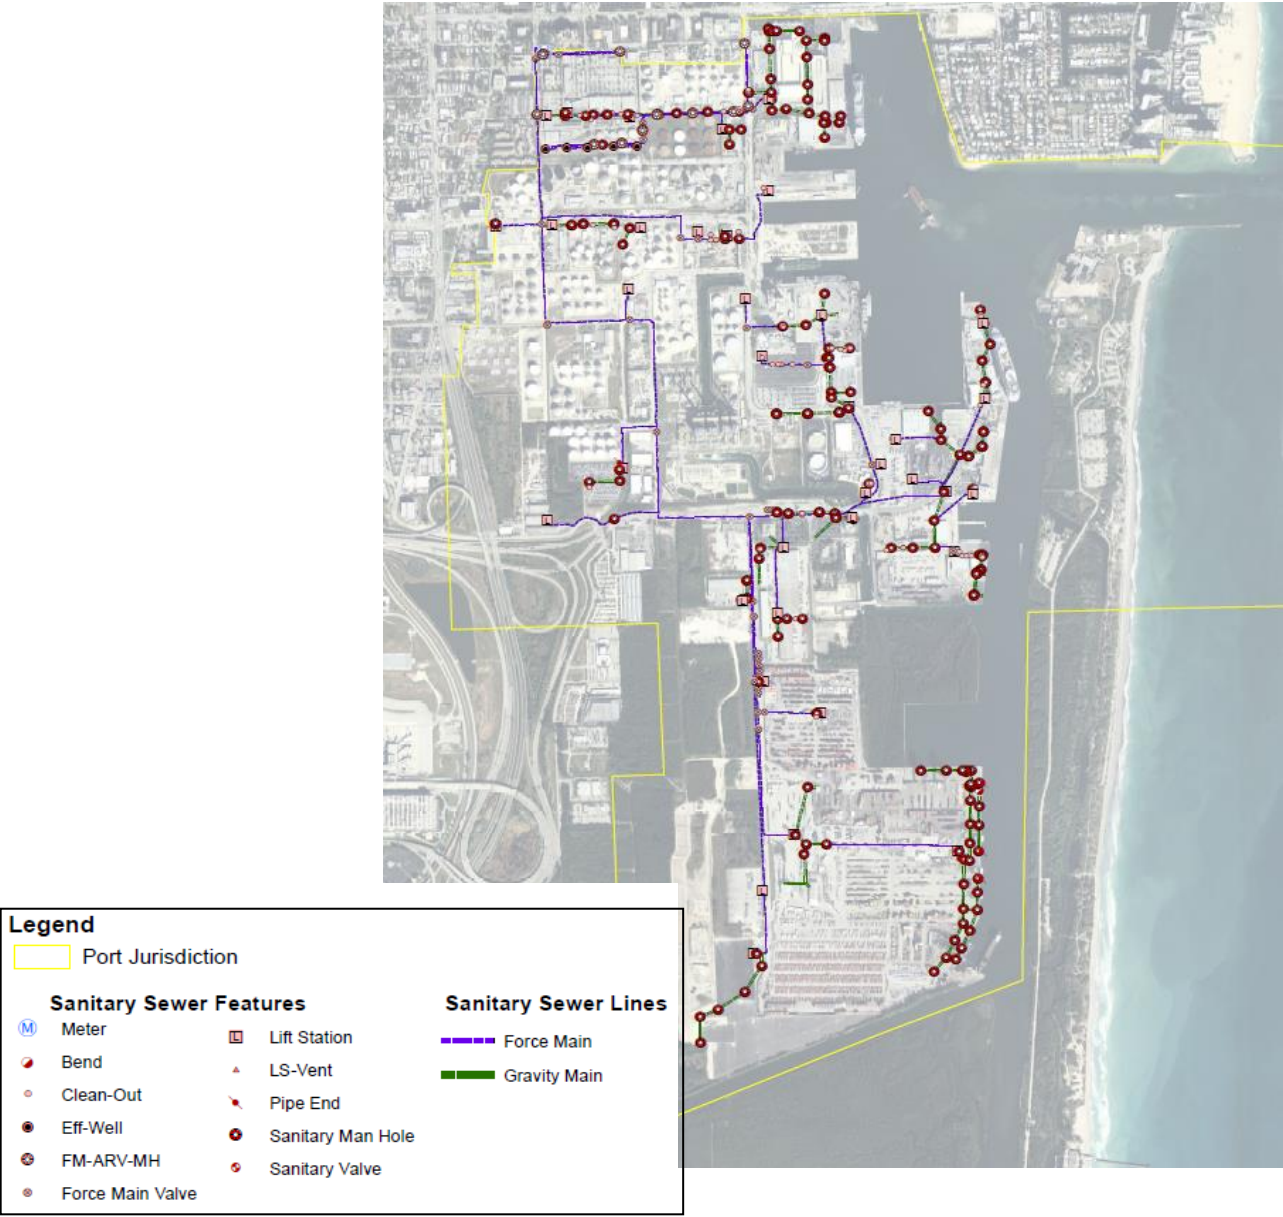 Legend
Port Jurisdiction
Sanitary Sewer Features
Sanitary Sewer Lines
M Meter
Bend
Clean-Out
Eff-Well
FM-ARV-MH
Force Main Valve
L Lift Station
LS-Vent
Pipe End
Sanitary Man Hole
Sanitary Valve
Force Main
Gravity Main